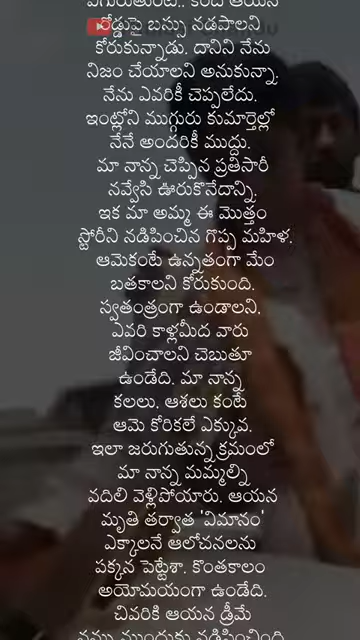 రోడ్డుపై బస్సు నడపాలని
కోరుకున్నాడు. దానిని నేను
నిజం చేయాలని అనుకున్నా.
నేను ఎవరికీ చెప్పలేదు.
ఇంట్లోని ముగ్గురు కుమార్తెల్లో
నేనే అందరికీ ముద్దు.
మా నాన్న చెప్పిన ప్రతిసారీ
నవ్వేసి ఊరుకొనేదాన్ని.
ఇక మా అమ్మ ఈ మొత్తం
స్టోరీని నడిపించిన గొప్ప మహిళ.
ఆమెకంటే ఉన్నతంగా మేం
బతకాలని కోరుకుంది.
స్వతంత్రంగా ఉండాలని,
ఎవరి కాళ్లమీద వారు
జీవించాలని చెబుతూ
ఉండేది. మా నాన్న
కలలు, ఆశలు కంటే
ఆమె కోరికలే ఎక్కువ.
ఇలా జరుగుతున్న క్రమంలో
మా నాన్న మమ్మల్ని
వదిలి వెళ్లిపోయారు. ఆయన
మృతి తర్వాత 'విమానం'
ఎక్కాలనే ఆలోచనలను
పక్కన పెట్టేశా. కొంతకాలం
అయోమయంగా ఉండేది.
చివరికి ఆయన డ్రీమే
నన్ను ముందుకు నడిపించింది.